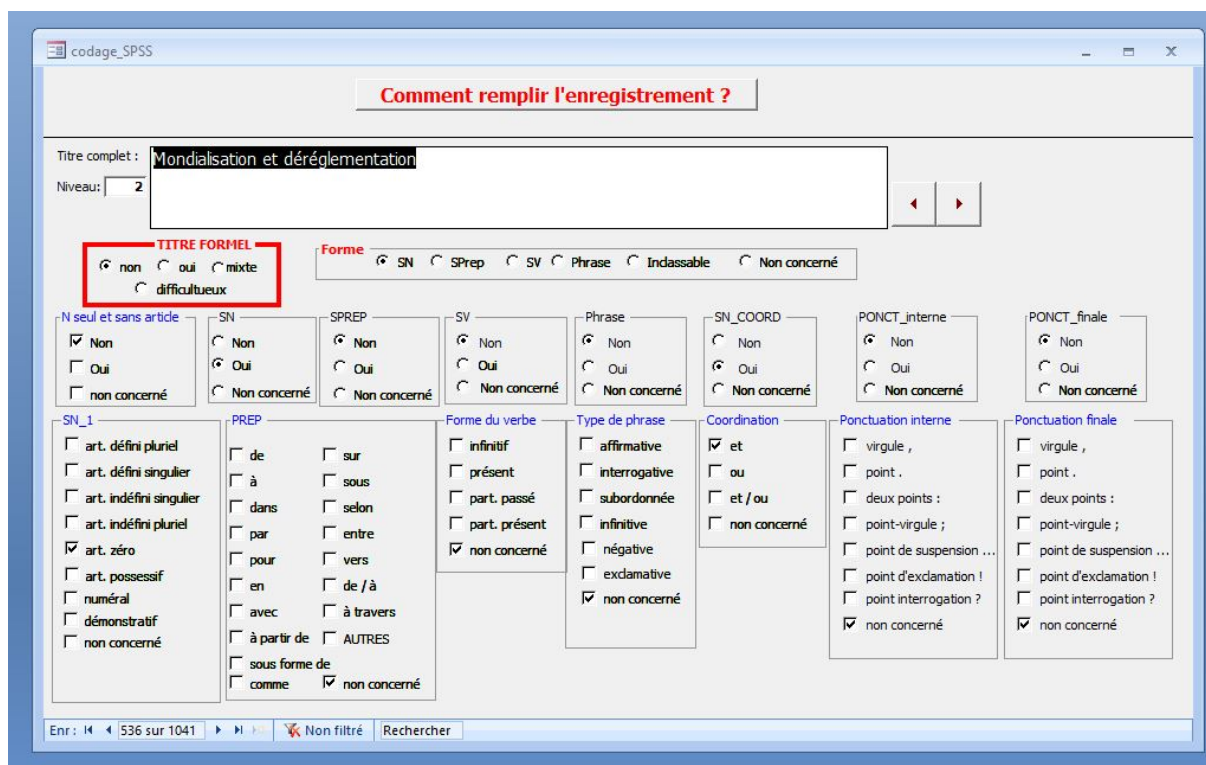 codage_SPSS
Comment remplir l'enregistrement ?
Titre complet :
Mondialisation et déréglementation
Niveau: 2
TITRE FORMEL
non oui mixte
difficultueux
Forme
SN SPrep SV Phrase Inclassable Non concerné
N seul et sans article
Non
Oui
non concerné
SN
Non
Oui
Non concerné
SPREP
Non
Oui
Non concerné
SV
Non
Oui
Non concerné
Phrase
Non
Oui
Non concerné
SN_COORD
Non
Oui
Non concerné
PONCT_interne
Non
Oui
Non concerné
PONCT_finale
Non
Oui
Non concerné
SN_1
art. défini pluriel
art. défini singulier
art. indéfini singulier
art. indéfini pluriel
art. zéro
art. possessif
numéral
démonstratif
non concerné
PREP
de sur
à sous
dans selon
par entre
pour vers
en de / à
avec à travers
à partir de AUTRES
sous forme de
comme non concerné
Forme du verbe
infinitif
présent
part. passé
part. présent
non concerné
Type de phrase
affirmative
interrogative
subordonnée
infinitive
négative
exclamative
non concerné
Coordination
et
ou
et / ou
non concerné
Ponctuation interne
virgule ,
point .
deux points :
point-virgule ;
point de suspension ...
point d'exclamation !
point interrogation ?
non concerné
Ponctuation finale
virgule ,
point .
deux points :
point-virgule ;
point de suspension ...
point d'exclamation !
point interrogation ?
non concerné
Enr : 536 sur 1041 Non filtré Rechercher